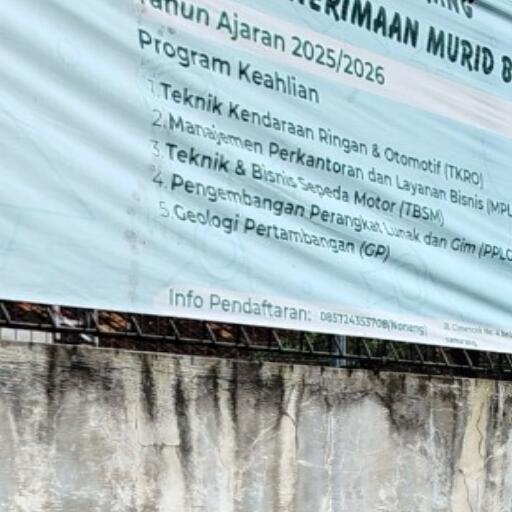 MURID
Tahun Ajaran 2025/2026
Program Keahlian
1. Teknik Kendaraan Ringan & Otomotif (TKRO)
2. Manajemen Perkantoran dan Layanan Bisnis (MPL
3. Teknik & Bisnis Sepeda Motor (TBSM)
4. Pengembangan Perangkat Lunak dan Gim (PPLG
5. Geologi Pertambangan (GP)
Info Pendaftaran: 085724353708(Noneng)